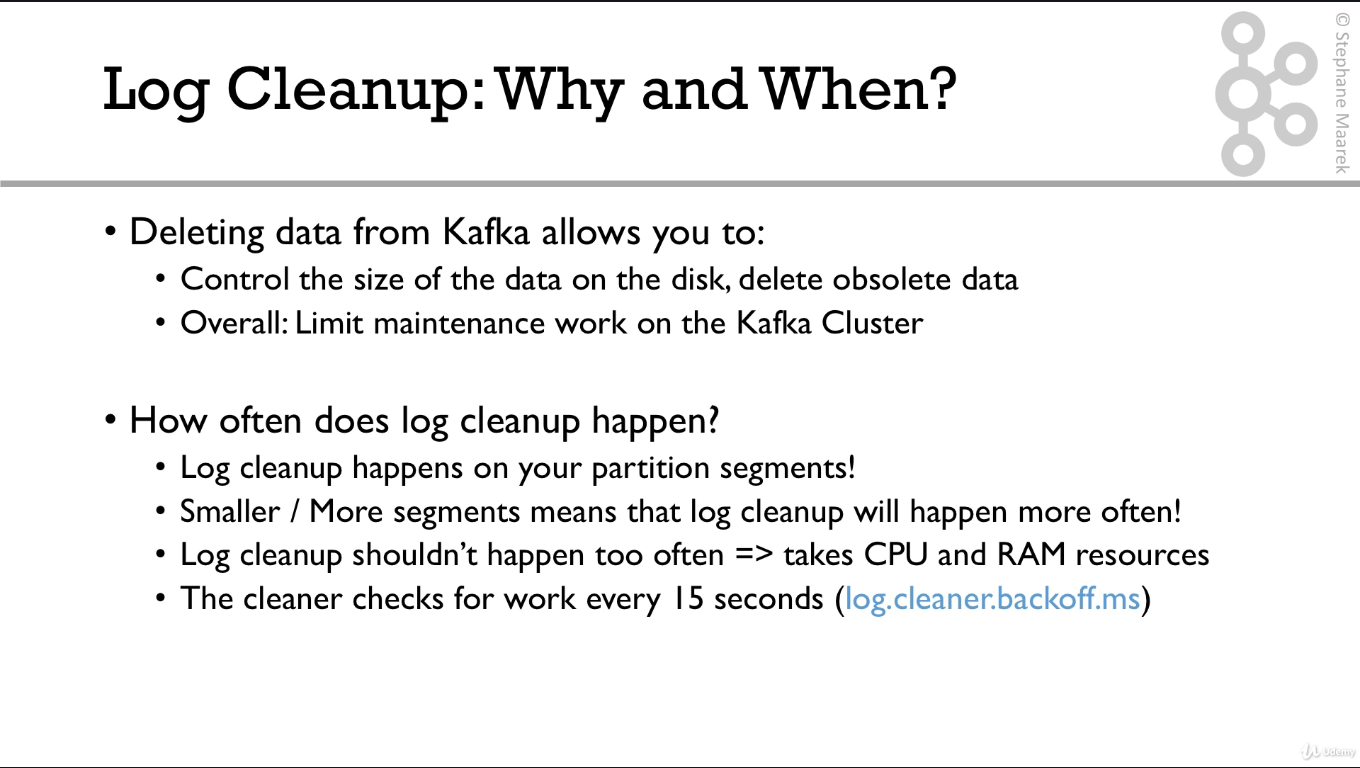 Log Cleanup: Why and When?
© Stephane Maarek
• Deleting data from Kafka allows you to:
• Control the size of the data on the disk, delete obsolete data
• Overall: Limit maintenance work on the Kafka Cluster
• How often does log cleanup happen?
• Log cleanup happens on your partition segments!
• Smaller / More segments means that log cleanup will happen more often!
• Log cleanup shouldn’t happen too often => takes CPU and RAM resources
• The cleaner checks for work every 15 seconds (log.cleaner.backoff.ms)
Udemy